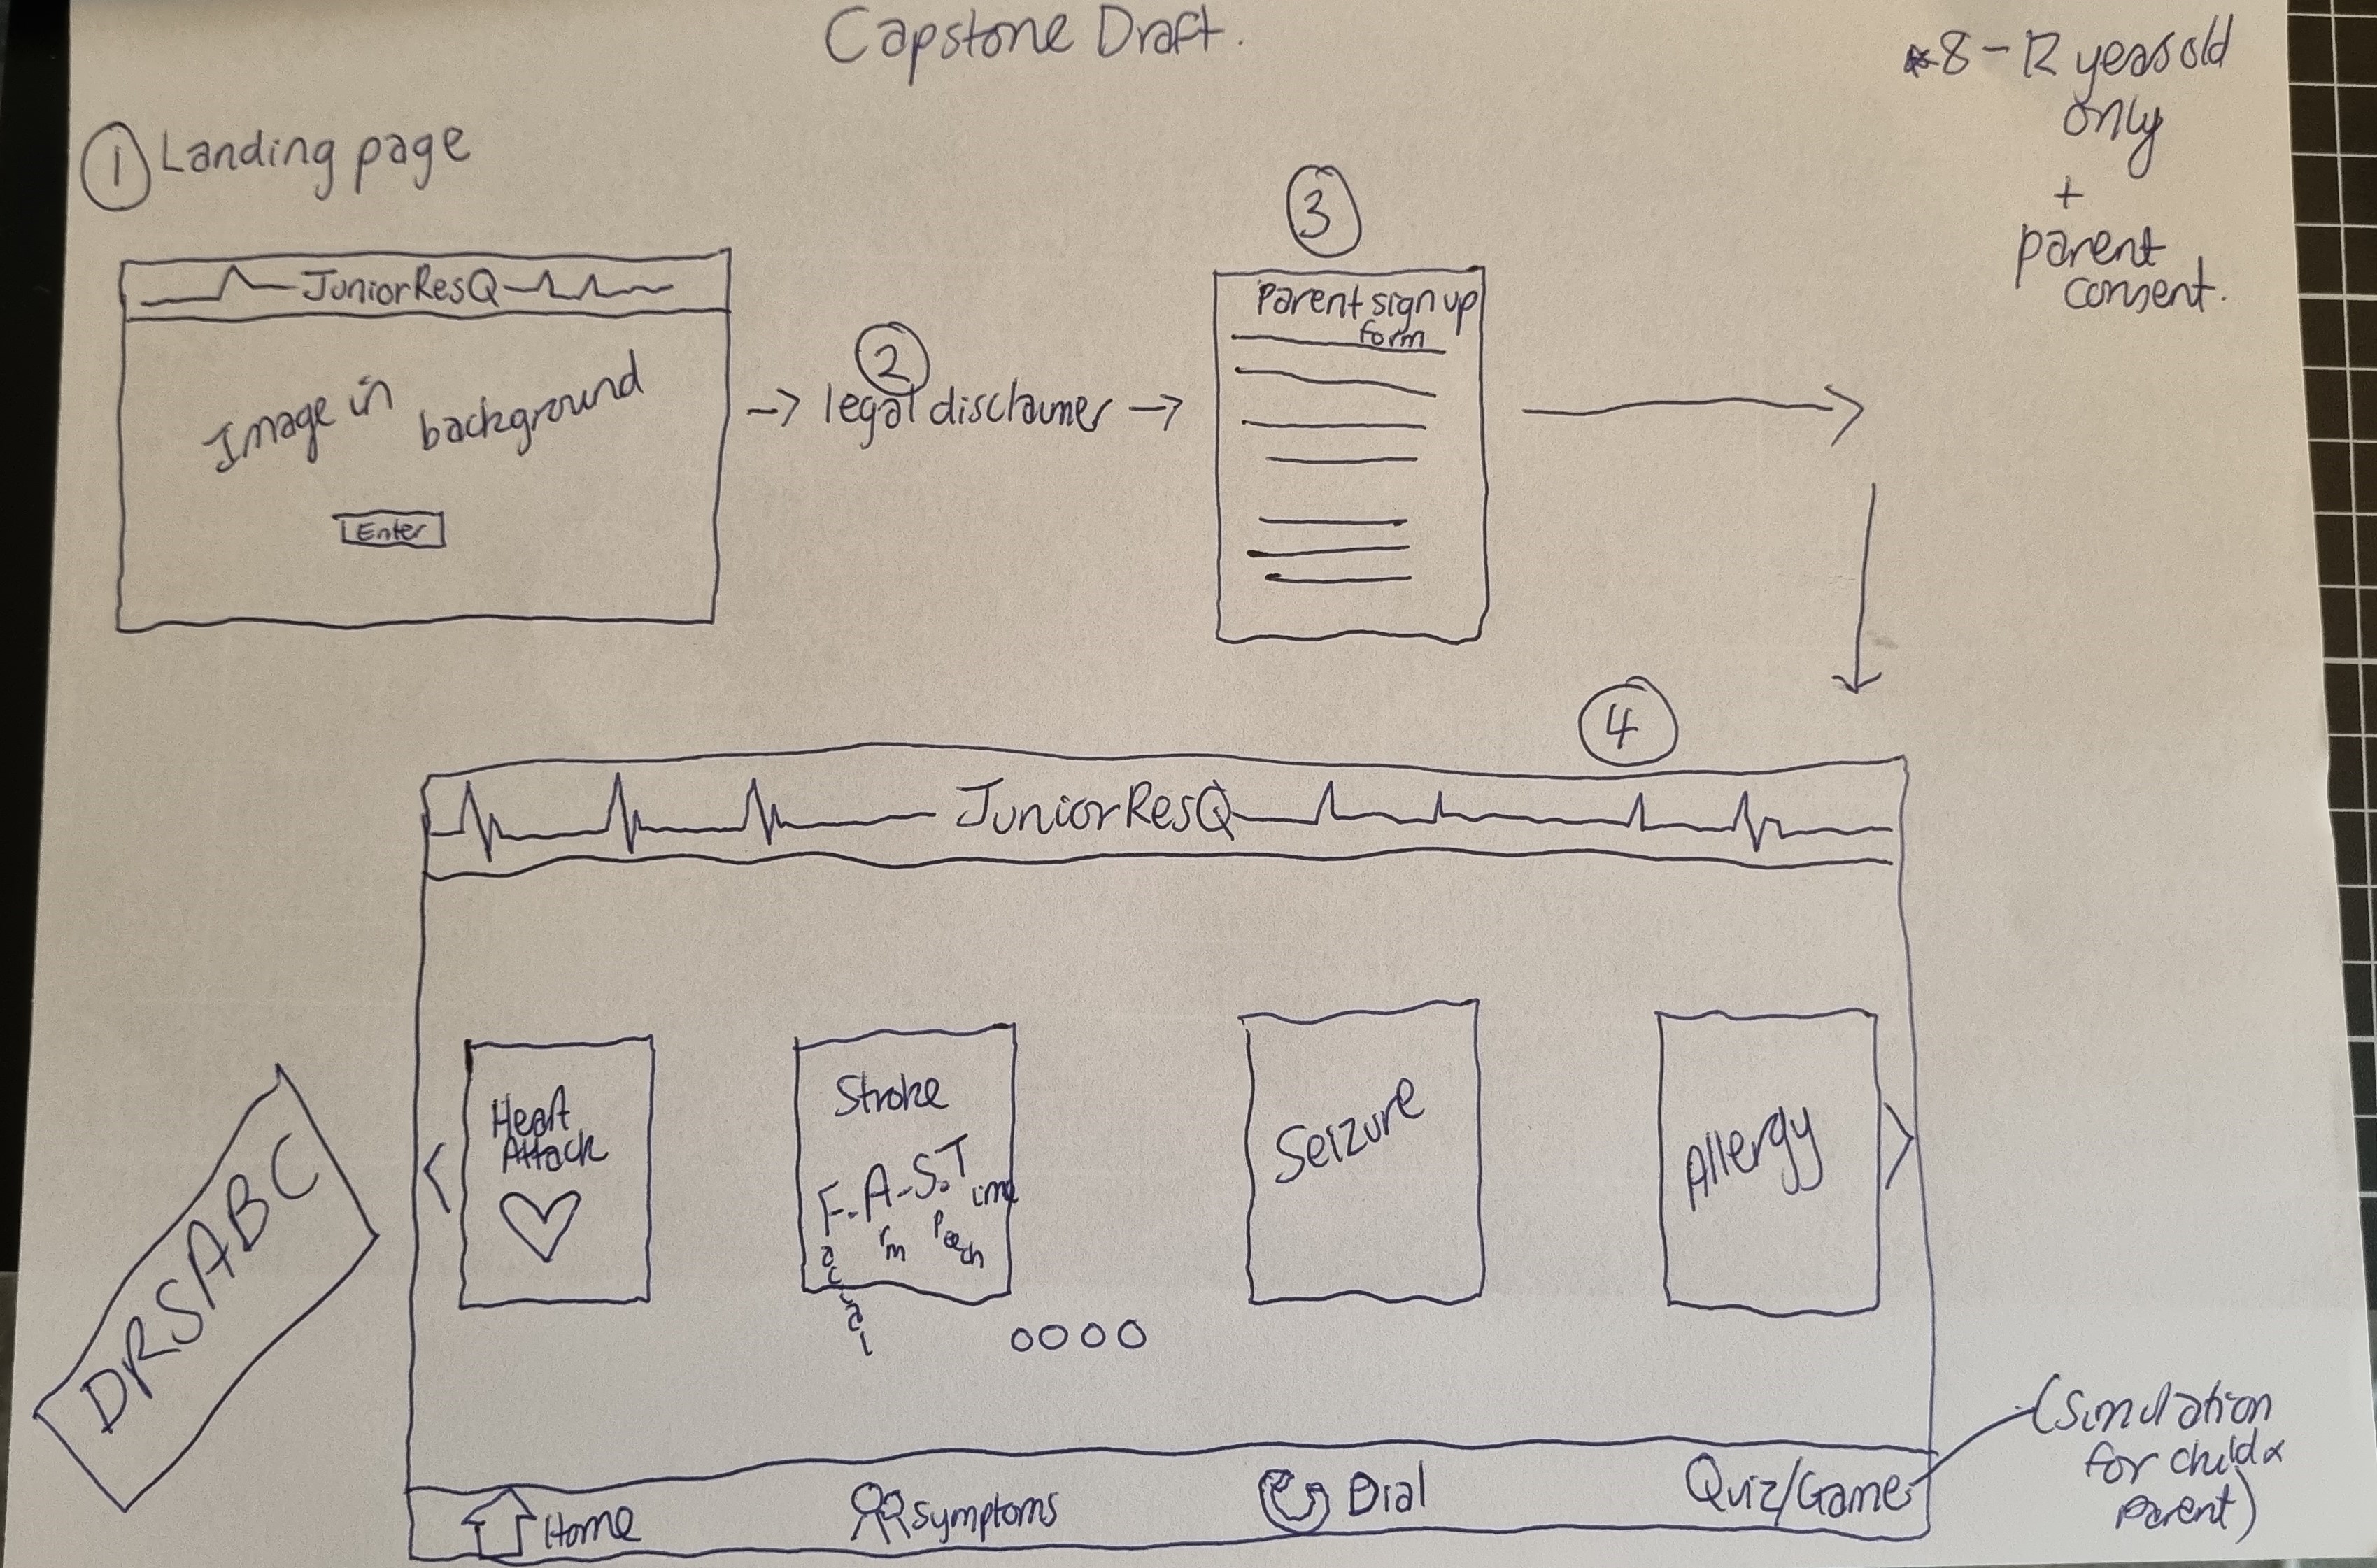 Capstone Draft.
*8-12 years old
only
+
parent
consent.
1 Landing page
JuniorResQ
Image in background
Enter
→ 2 legal disclaimer →
3
Parent sign up
form
4
JuniorResQ
<
Heart
Attack
Stroke
F.A.S.T
acial
rm
peech
ime
Seizure
Allergy
>
DRSABC
Home
Symptoms
Dial
Quiz/Game
(Simulation
for child &
parent)